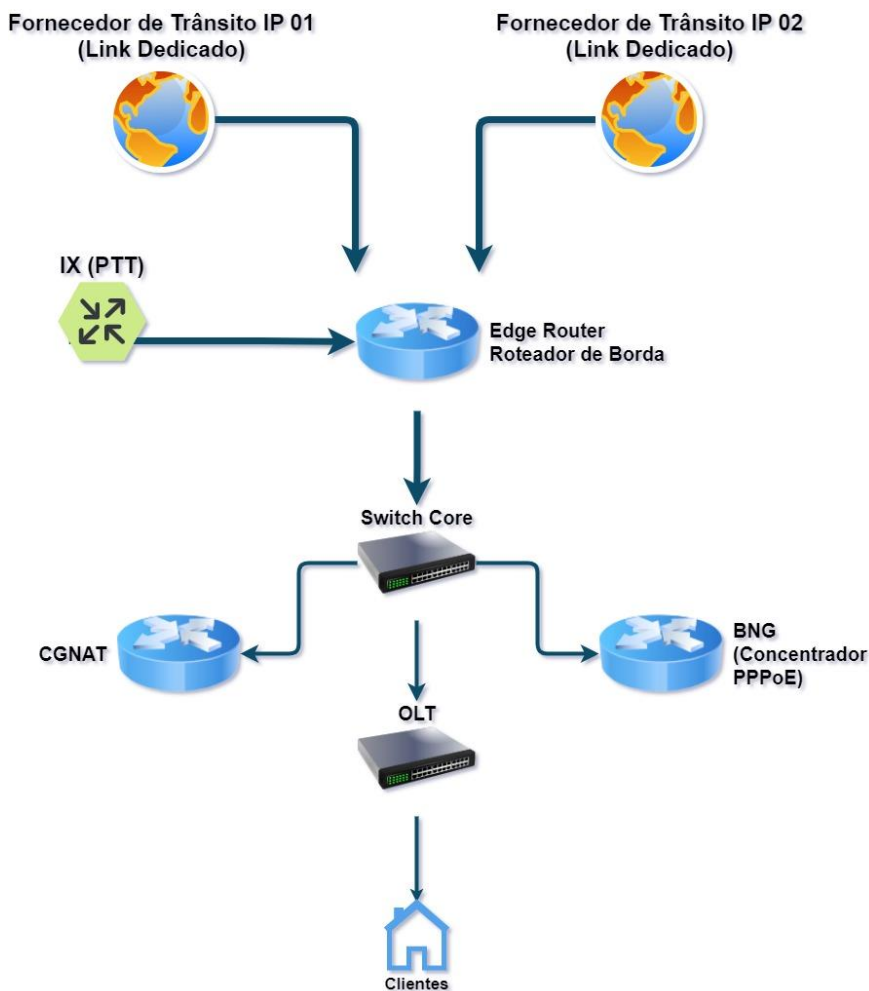 Fornecedor de Trânsito IP 01
(Link Dedicado)
Fornecedor de Trânsito IP 02
(Link Dedicado)
IX (PTT)
Edge Router
Roteador de Borda
Switch Core
CGNAT
BNG
(Concentrador
PPPoE)
OLT
Clientes